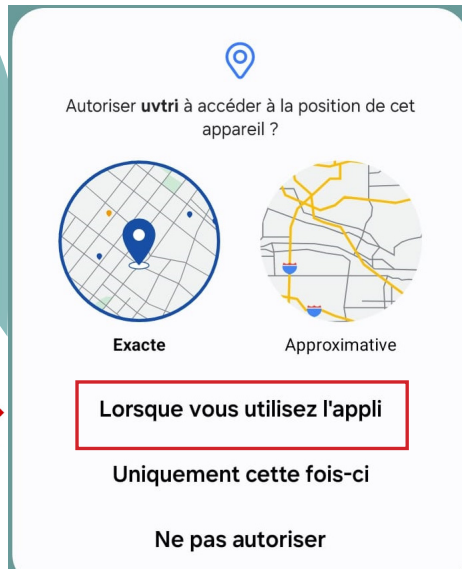 Autoriser uvtri à accéder à la position de cet
appareil ?
Exacte
Approximative
Lorsque vous utilisez l'appli
Uniquement cette fois-ci
Ne pas autoriser